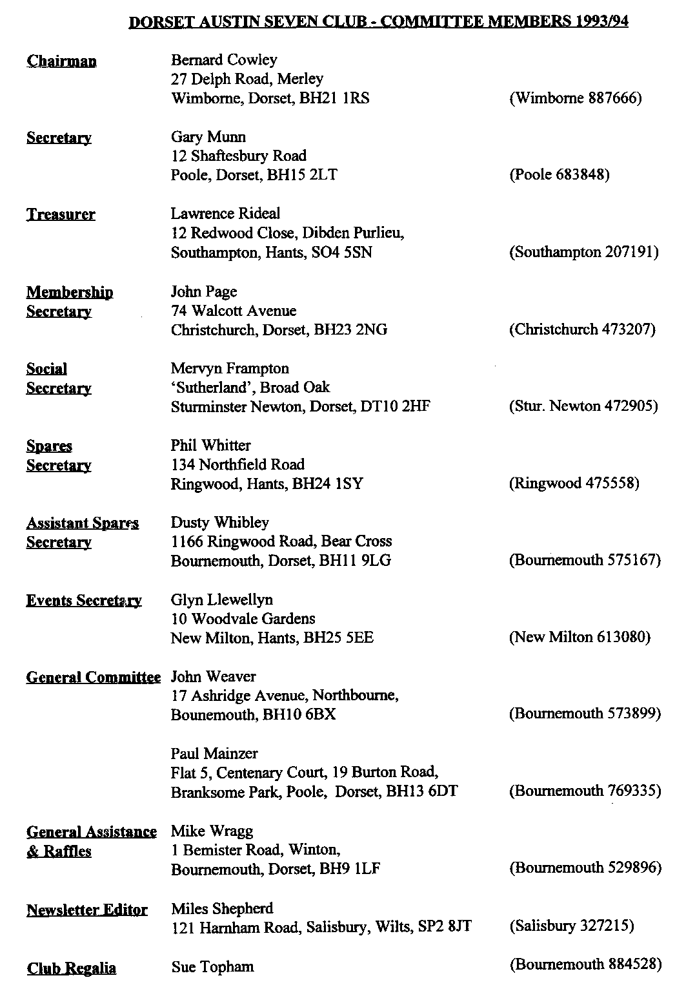 DORSET AUSTIN SEVEN CLUB - COMMITTEE MEMBERS 1993/94
Chairman Bernard Cowley
27 Delph Road, Merley
Wimborne, Dorset, BH21 1RS (Wimborne 887666)
Secretary Gary Munn
12 Shaftesbury Road
Poole, Dorset, BH15 2LT (Poole 683848)
Treasurer Lawrence Rideal
12 Redwood Close, Dibden Purlieu,
Southampton, Hants, SO4 5SN (Southampton 207191)
Membership John Page
Secretary 74 Walcott Avenue
Christchurch, Dorset, BH23 2NG (Christchurch 473207)
Social Mervyn Frampton
Secretary ‘Sutherland’, Broad Oak
Sturminster Newton, Dorset, DT10 2HF (Stur. Newton 472905)
Spares Phil Whitter
Secretary 134 Northfield Road
Ringwood, Hants, BH24 1SY (Ringwood 475558)
Assistant Spares Dusty Whibley
Secretary 1166 Ringwood Road, Bear Cross
Bournemouth, Dorset, BH11 9LG (Bournemouth 575167)
Events Secretary Glyn Llewellyn
10 Woodvale Gardens
New Milton, Hants, BH25 5EE (New Milton 613080)
General Committee John Weaver
17 Ashridge Avenue, Northbourne,
Bounemouth, BH10 6BX (Bournemouth 573899)
Paul Mainzer
Flat 5, Centenary Court, 19 Burton Road,
Branksome Park, Poole, Dorset, BH13 6DT (Bournemouth 769335)
General Assistance Mike Wragg
& Raffles 1 Bemister Road, Winton,
Bournemouth, Dorset, BH9 1LF (Bournemouth 529896)
Newsletter Editor Miles Shepherd
121 Harnham Road, Salisbury, Wilts, SP2 8JT (Salisbury 327215)
Club Regalia Sue Topham (Bournemouth 884528)